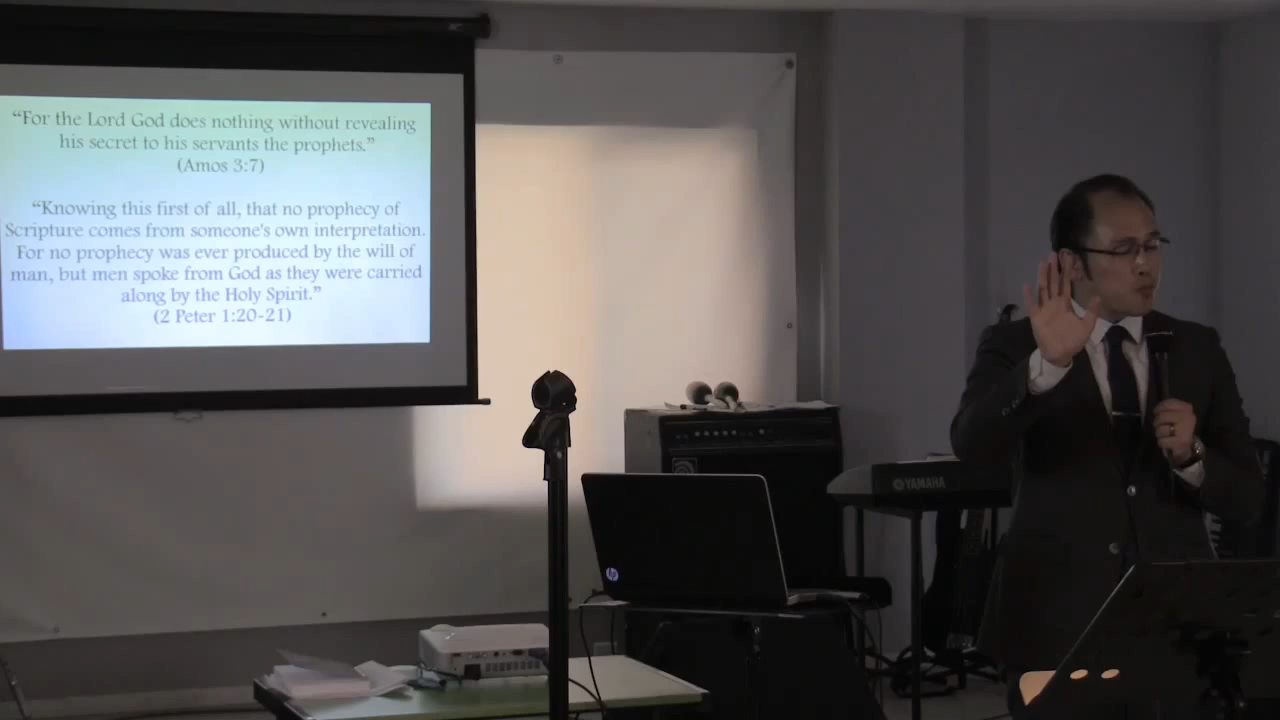 “For the Lord God does nothing without revealing
his secret to his servants the prophets.”
(Amos 3:7)
“Knowing this first of all, that no prophecy of
Scripture comes from someone's own interpretation.
For no prophecy was ever produced by the will of
man, but men spoke from God as they were carried
along by the Holy Spirit.”
(2 Peter 1:20-21)
YAMAHA
hp